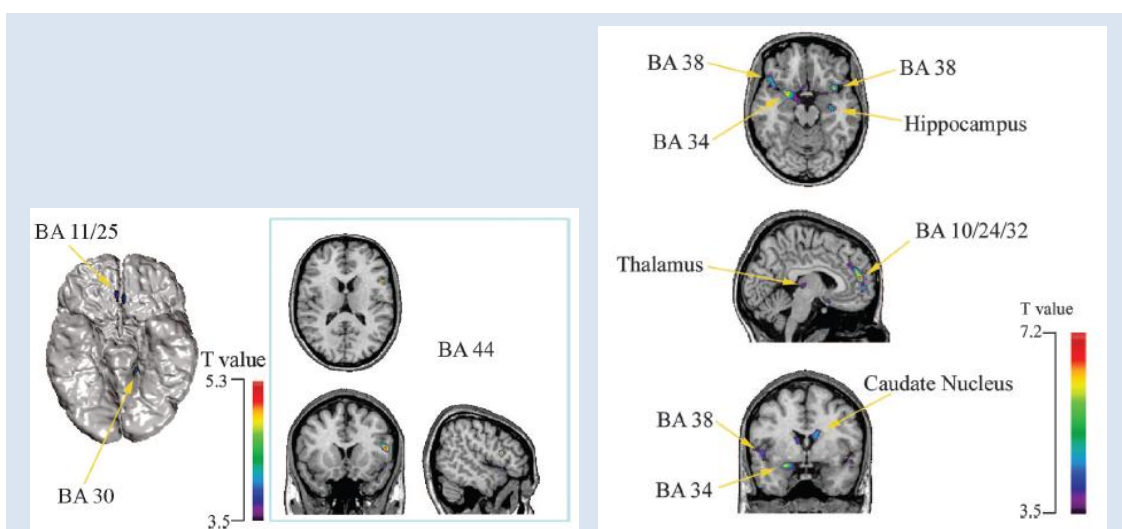 BA 11/25
T value
5.3
3.5
BA 30
BA 44
BA 38
BA 38
BA 34
Hippocampus
Thalamus
BA 10/24/32
T value
7.2
3.5
Caudate Nucleus
BA 38
BA 34